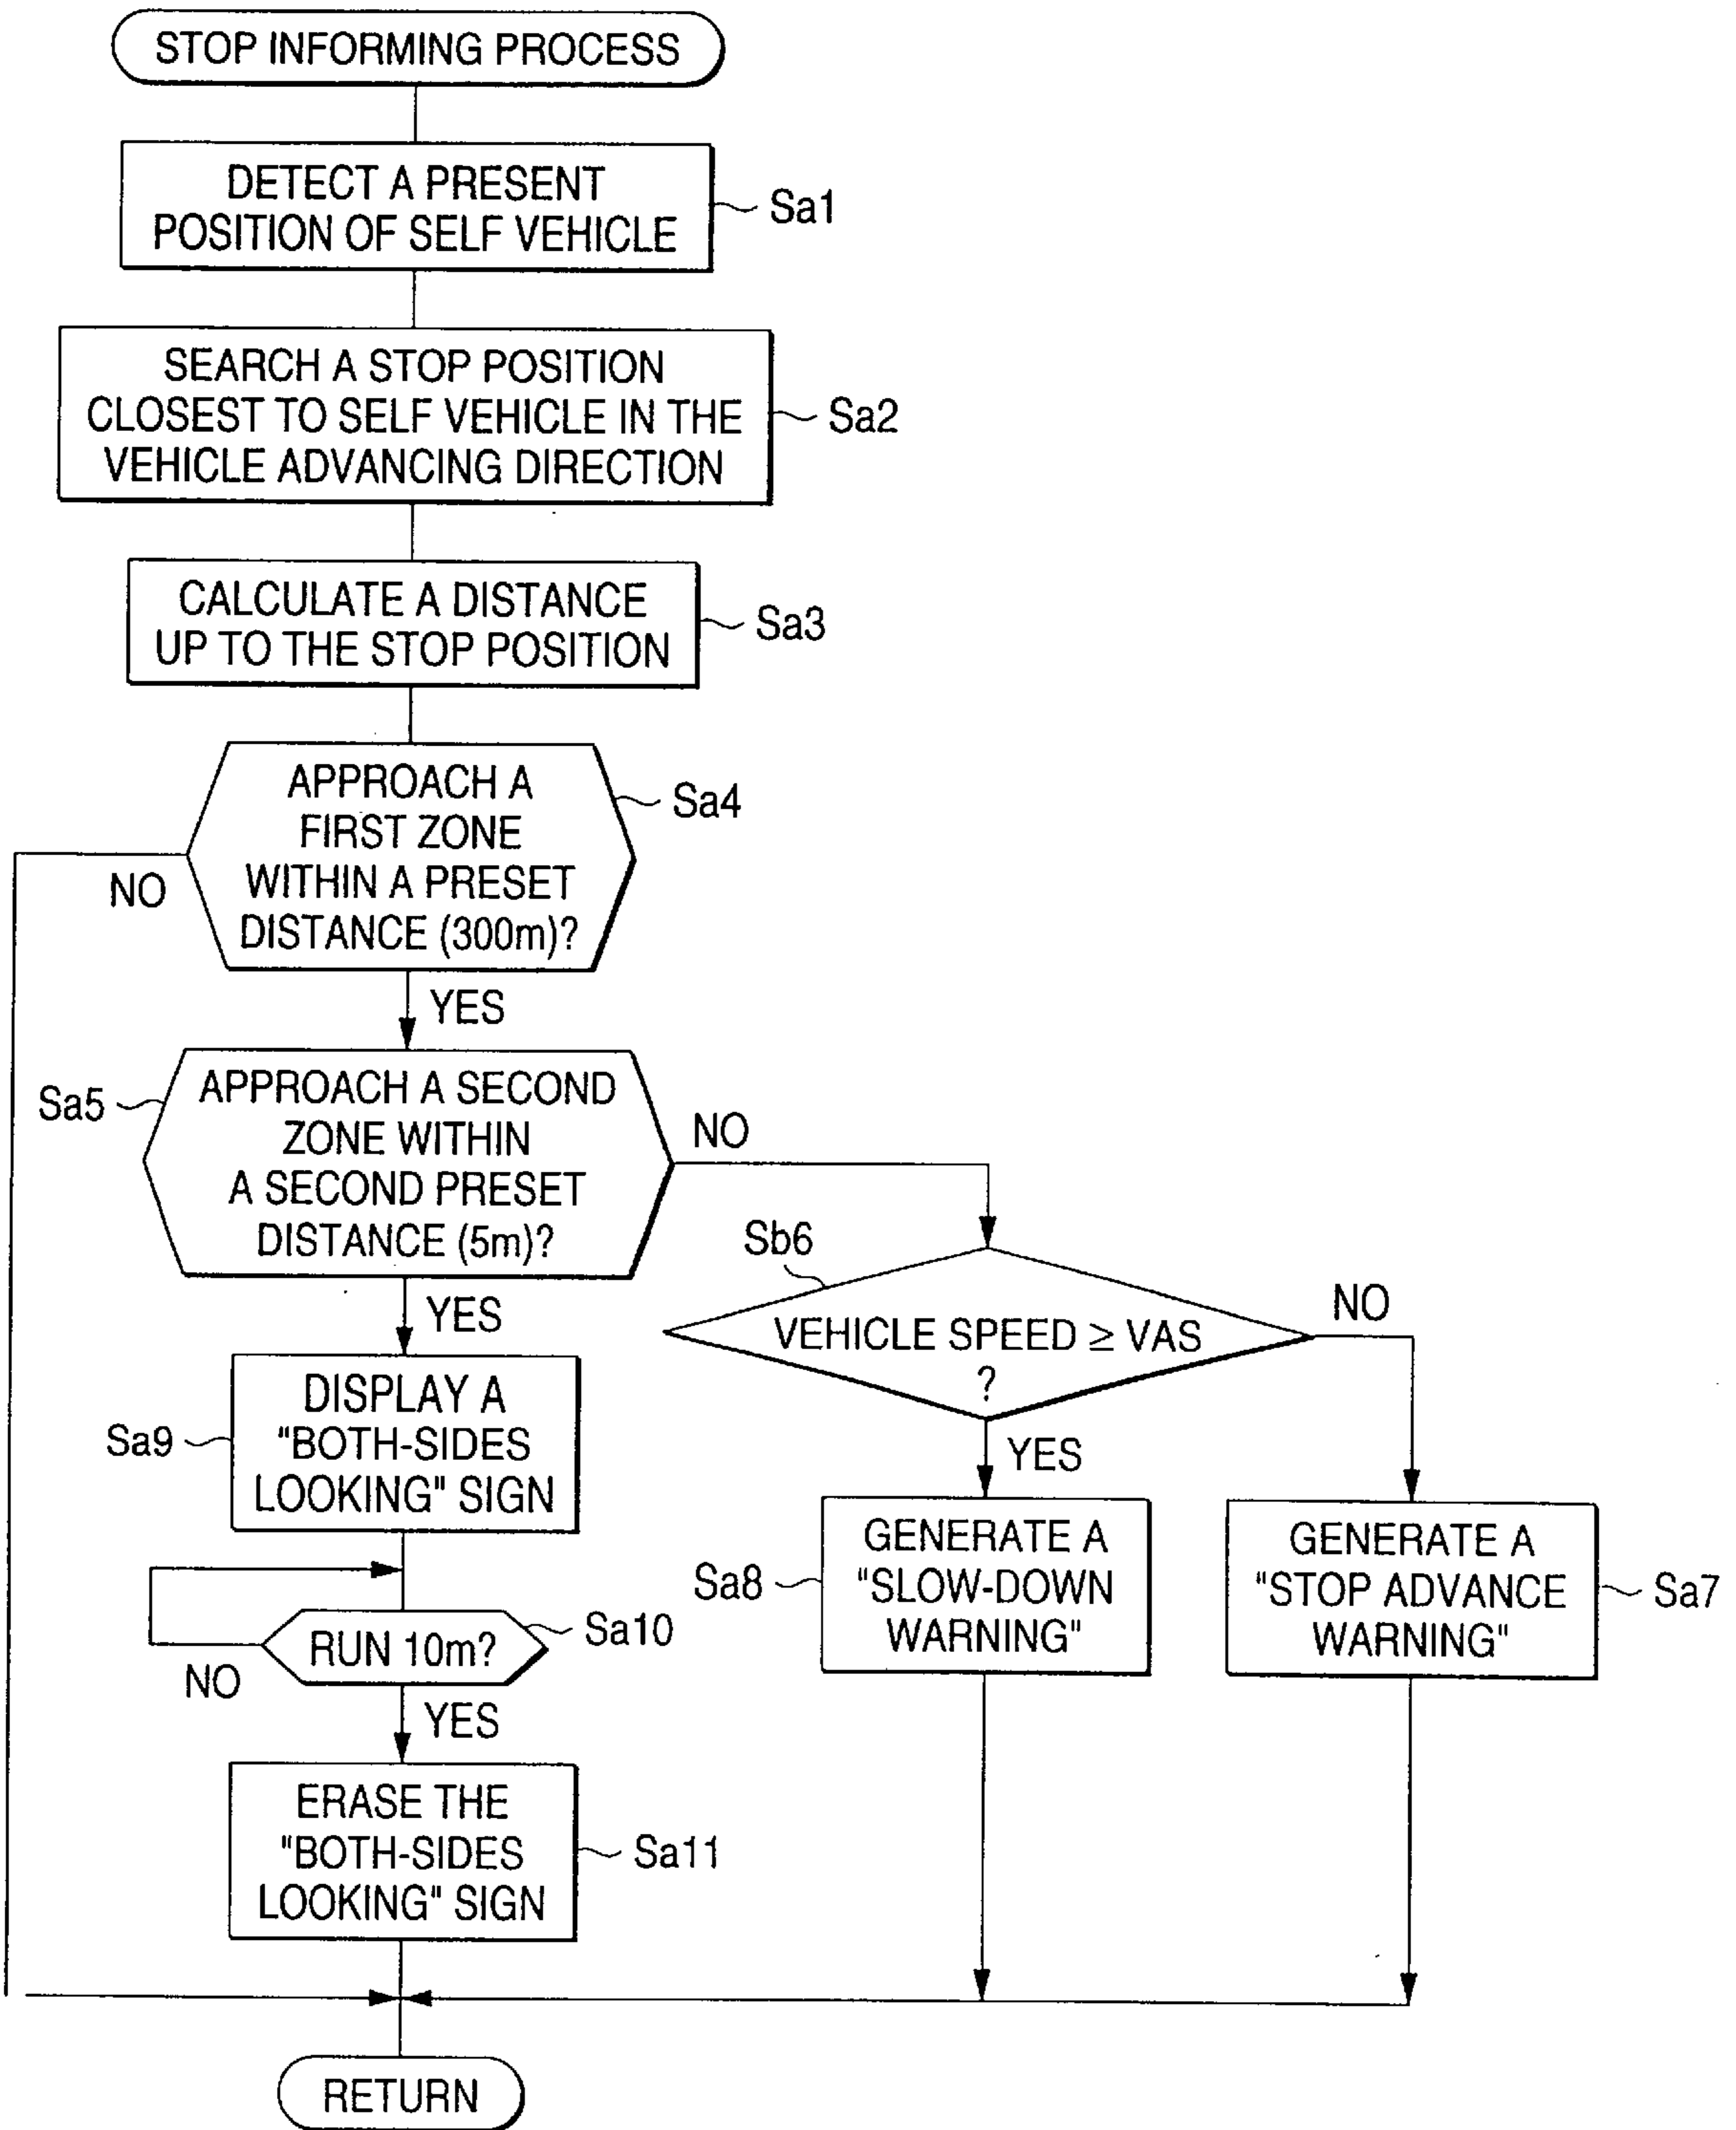 STOP INFORMING PROCESS
DETECT A PRESENT
POSITION OF SELF VEHICLE
Sa1
SEARCH A STOP POSITION
CLOSEST TO SELF VEHICLE IN THE
VEHICLE ADVANCING DIRECTION
Sa2
CALCULATE A DISTANCE
UP TO THE STOP POSITION
Sa3
APPROACH A
FIRST ZONE
WITHIN A PRESET
DISTANCE (300m)?
Sa4
NO
YES
Sa5
APPROACH A SECOND
ZONE WITHIN
A SECOND PRESET
DISTANCE (5m)?
NO
YES
Sb6
VEHICLE SPEED ≥ VAS
?
NO
YES
Sa9
DISPLAY A
"BOTH-SIDES
LOOKING" SIGN
Sa8
GENERATE A
"SLOW-DOWN
WARNING"
GENERATE A
"STOP ADVANCE
WARNING"
Sa7
RUN 10m?
Sa10
NO
YES
ERASE THE
"BOTH-SIDES
LOOKING" SIGN
Sa11
RETURN